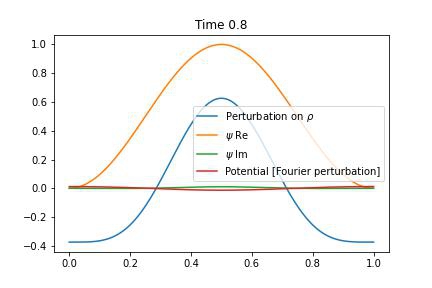 Time 0.8
1.0
0.8
0.6
0.4
0.2
0.0
−0.2
−0.4
Perturbation on ρ
ψ Re
ψ Im
Potential [Fourier perturbation]
0.0 0.2 0.4 0.6 0.8 1.0